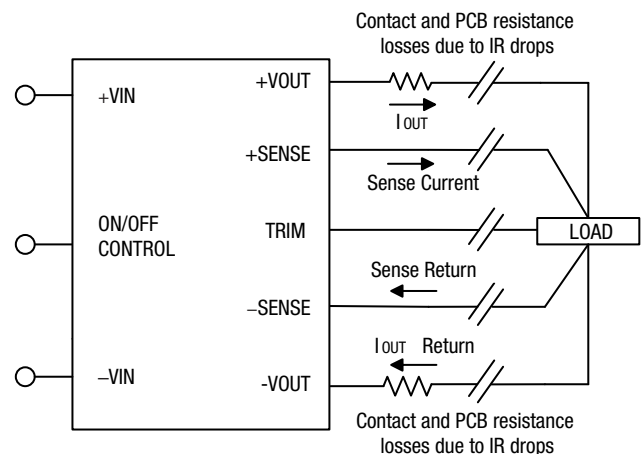 Contact and PCB resistance
losses due to IR drops
+VOUT
+VIN
IOUT
+SENSE
Sense Current
ON/OFF
CONTROL
TRIM
LOAD
Sense Return
−SENSE
IOUT Return
−VIN
-VOUT
Contact and PCB resistance
losses due to IR drops